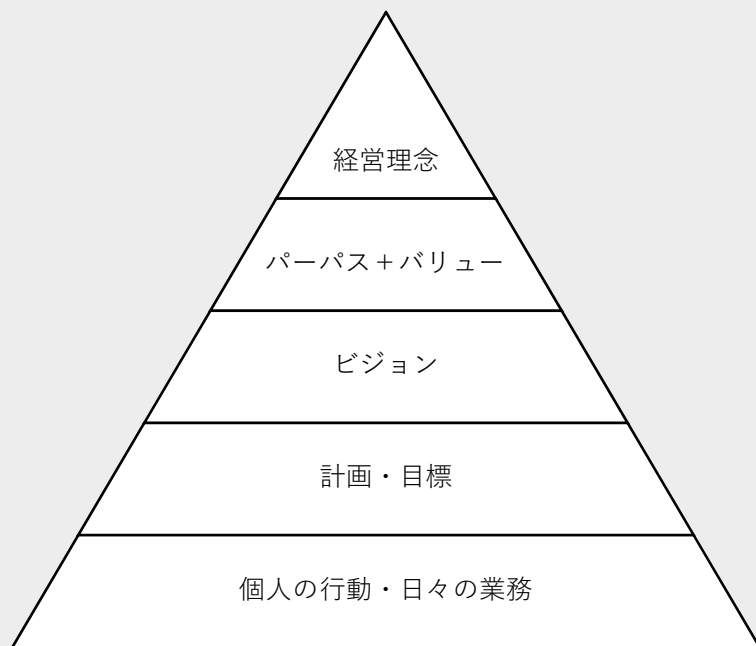 経営理念
パーパス＋バリュー
ビジョン
計画・目標
個人の行動・日々の業務